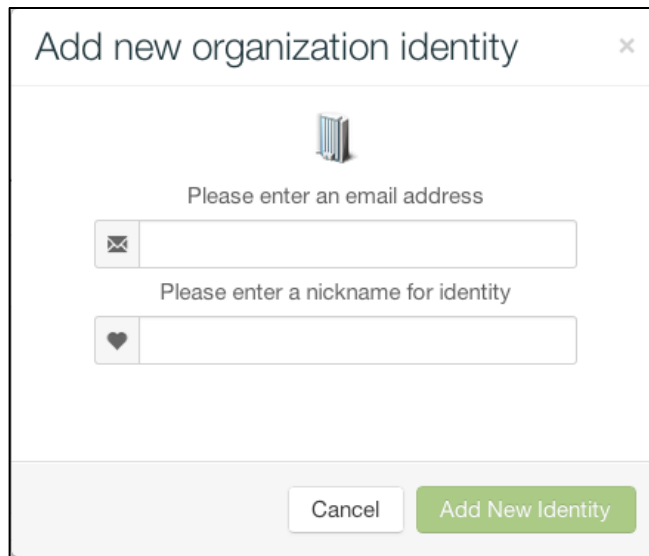 Add new organization identity
×
Please enter an email address
Please enter a nickname for identity
Cancel
Add New Identity